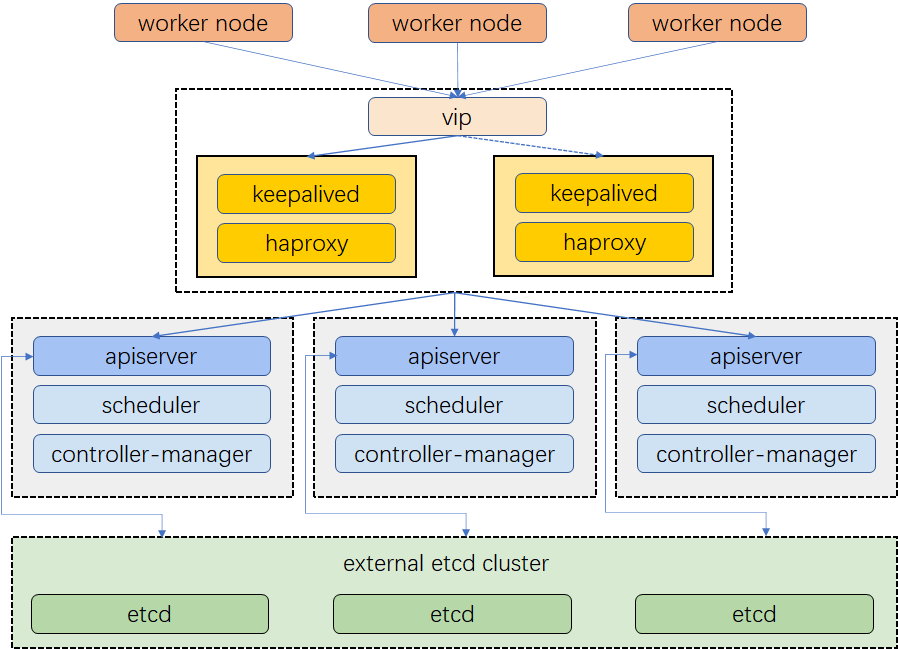 worker node
worker node
worker node
vip
keepalived
keepalived
haproxy
haproxy
apiserver
apiserver
apiserver
scheduler
scheduler
scheduler
controller-manager
controller-manager
controller-manager
external etcd cluster
etcd
etcd
etcd